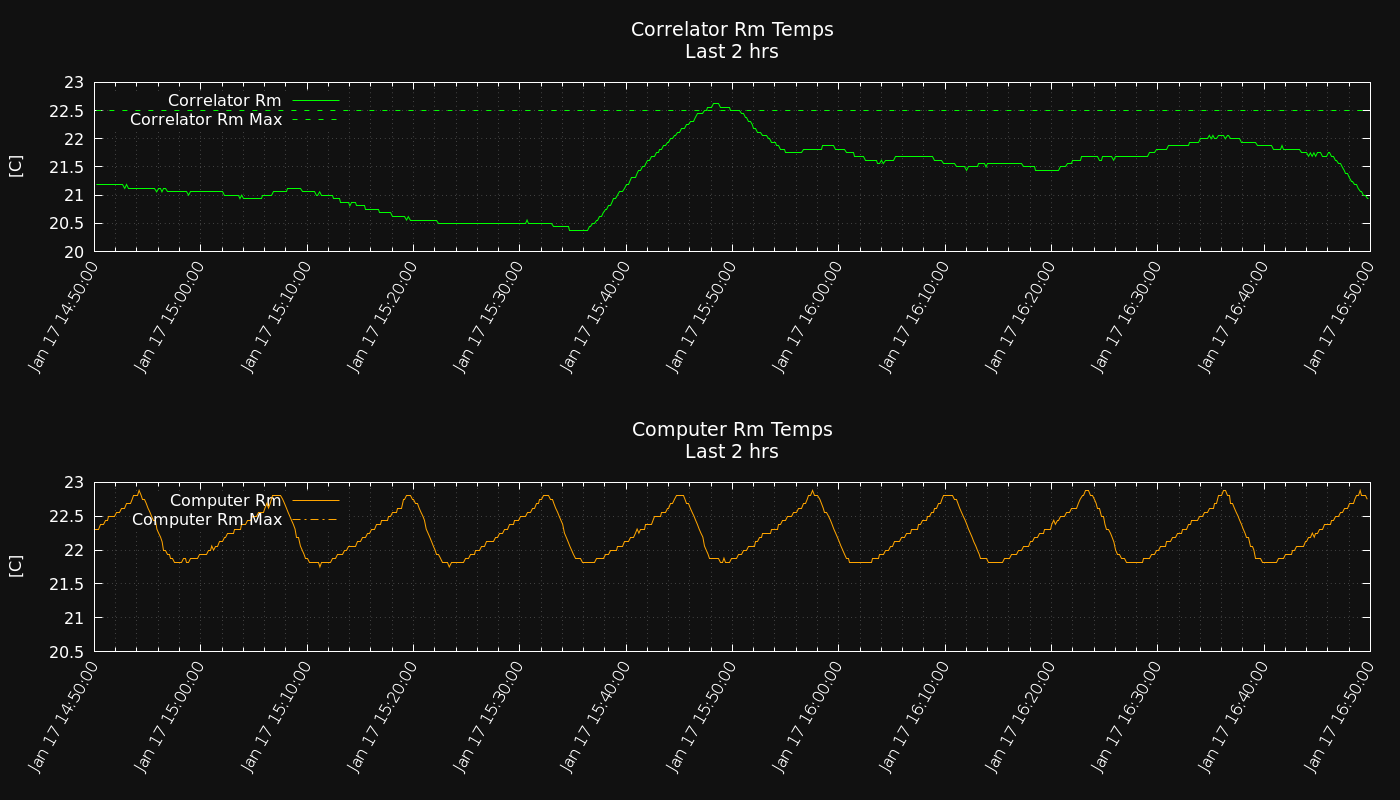 Correlator Rm Temps
Last 2 hrs
23
22.5
22
21.5
21
20.5
20
[C]
Correlator Rm
Correlator Rm Max
Jan 17 14:50:00
Jan 17 15:00:00
Jan 17 15:10:00
Jan 17 15:20:00
Jan 17 15:30:00
Jan 17 15:40:00
Jan 17 15:50:00
Jan 17 16:00:00
Jan 17 16:10:00
Jan 17 16:20:00
Jan 17 16:30:00
Jan 17 16:40:00
Jan 17 16:50:00
Computer Rm Temps
Last 2 hrs
23
22.5
22
21.5
21
20.5
[C]
Computer Rm
Computer Rm Max
Jan 17 14:50:00
Jan 17 15:00:00
Jan 17 15:10:00
Jan 17 15:20:00
Jan 17 15:30:00
Jan 17 15:40:00
Jan 17 15:50:00
Jan 17 16:00:00
Jan 17 16:10:00
Jan 17 16:20:00
Jan 17 16:30:00
Jan 17 16:40:00
Jan 17 16:50:00